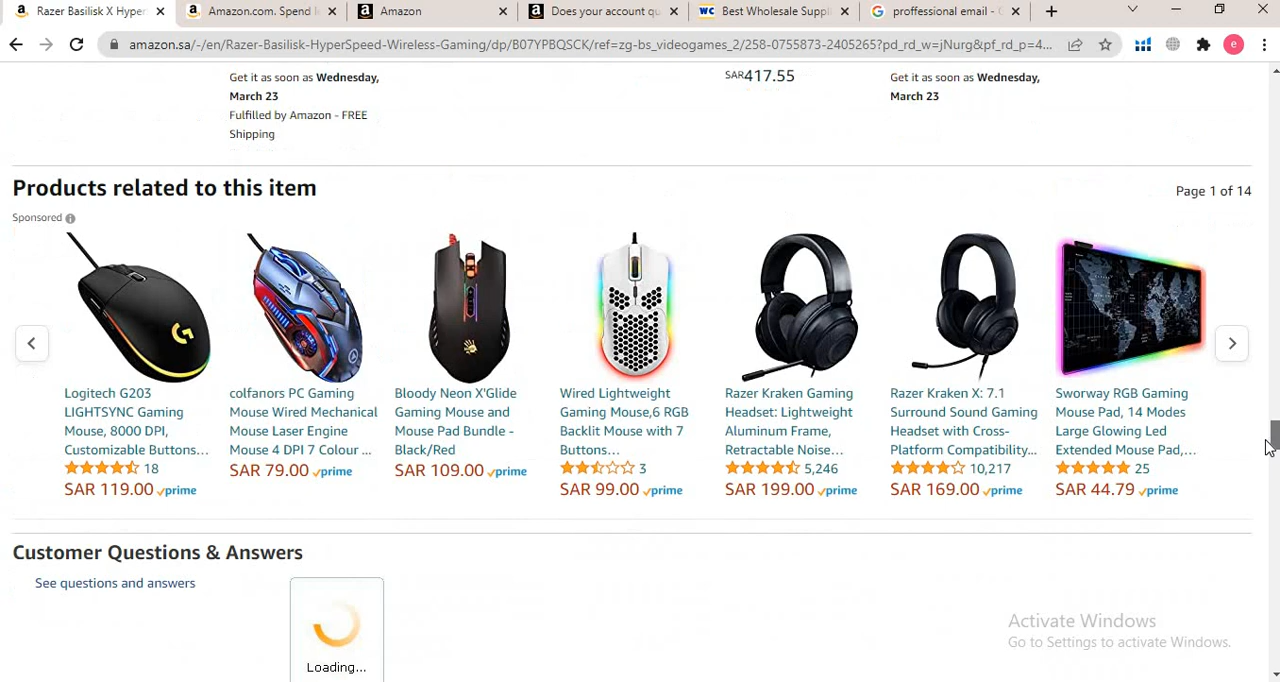 Razer Basilisk X Hyper
Amazon.com. Spend l
Amazon
Does your account qu
Best Wholesale Suppli
proffessional email - G
amazon.sa/-/en/Razer-Basilisk-HyperSpeed-Wireless-Gaming/dp/B07YPBQSCK/ref=zg-bs_videogames_2/258-0755873-2405265?pd_rd_w=jNurg&pf_rd_p=4...
e
Get it as soon as Wednesday,
March 23
Fulfilled by Amazon - FREE
Shipping
SAR417.55
Get it as soon as Wednesday,
March 23
Products related to this item
Page 1 of 14
Sponsored
Logitech G203
LIGHTSYNC Gaming
Mouse, 8000 DPI,
Customizable Buttons...
18
SAR 119.00 prime
colfanors PC Gaming
Mouse Wired Mechanical
Mouse Laser Engine
Mouse 4 DPI 7 Colour ...
SAR 79.00 prime
Bloody Neon X'Glide
Gaming Mouse and
Mouse Pad Bundle -
Black/Red
SAR 109.00 prime
Wired Lightweight
Gaming Mouse,6 RGB
Backlit Mouse with 7
Buttons...
3
SAR 99.00 prime
Razer Kraken Gaming
Headset: Lightweight
Aluminum Frame,
Retractable Noise...
5,246
SAR 199.00 prime
Razer Kraken X: 7.1
Surround Sound Gaming
Headset with Cross-
Platform Compatibility...
10,217
SAR 169.00 prime
Sworway RGB Gaming
Mouse Pad, 14 Modes
Large Glowing Led
Extended Mouse Pad,...
25
SAR 44.79 prime
Customer Questions & Answers
See questions and answers
Loading...
Activate Windows
Go to Settings to activate Windows.